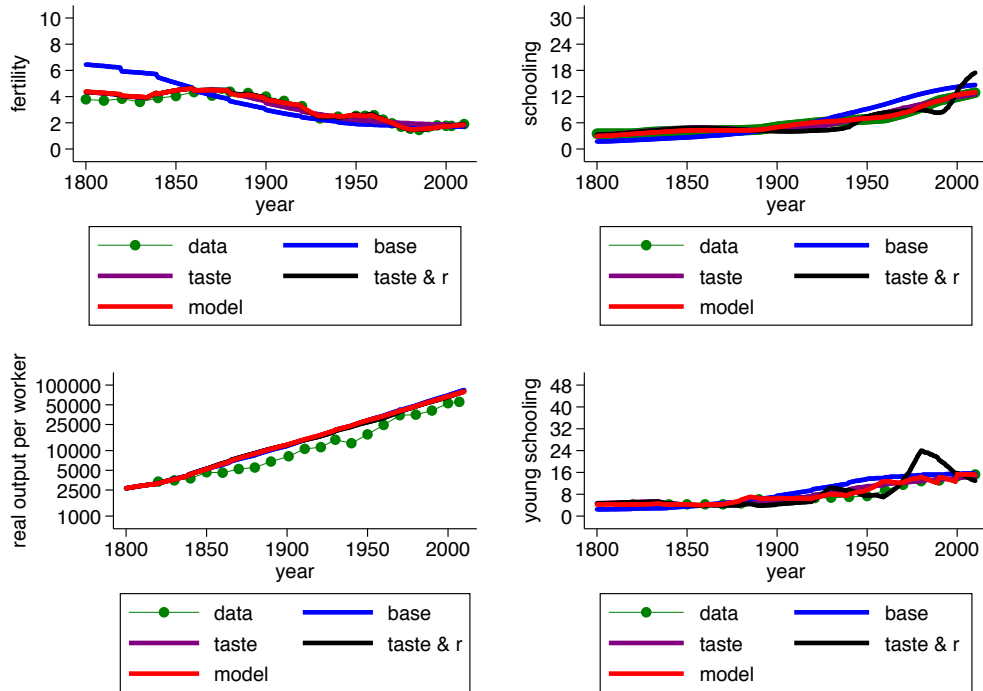 fertility
10
8
6
4
2
0
1800 1850 1900 1950 2000
year
data base
taste taste & r
model
schooling
30
24
18
12
6
0
1800 1850 1900 1950 2000
year
data base
taste taste & r
model
real output per worker
100000
50000
10000
5000
2500
1000
1800 1850 1900 1950 2000
year
data base
taste taste & r
model
young schooling
48
40
32
24
16
8
0
1800 1850 1900 1950 2000
year
data base
taste taste & r
model